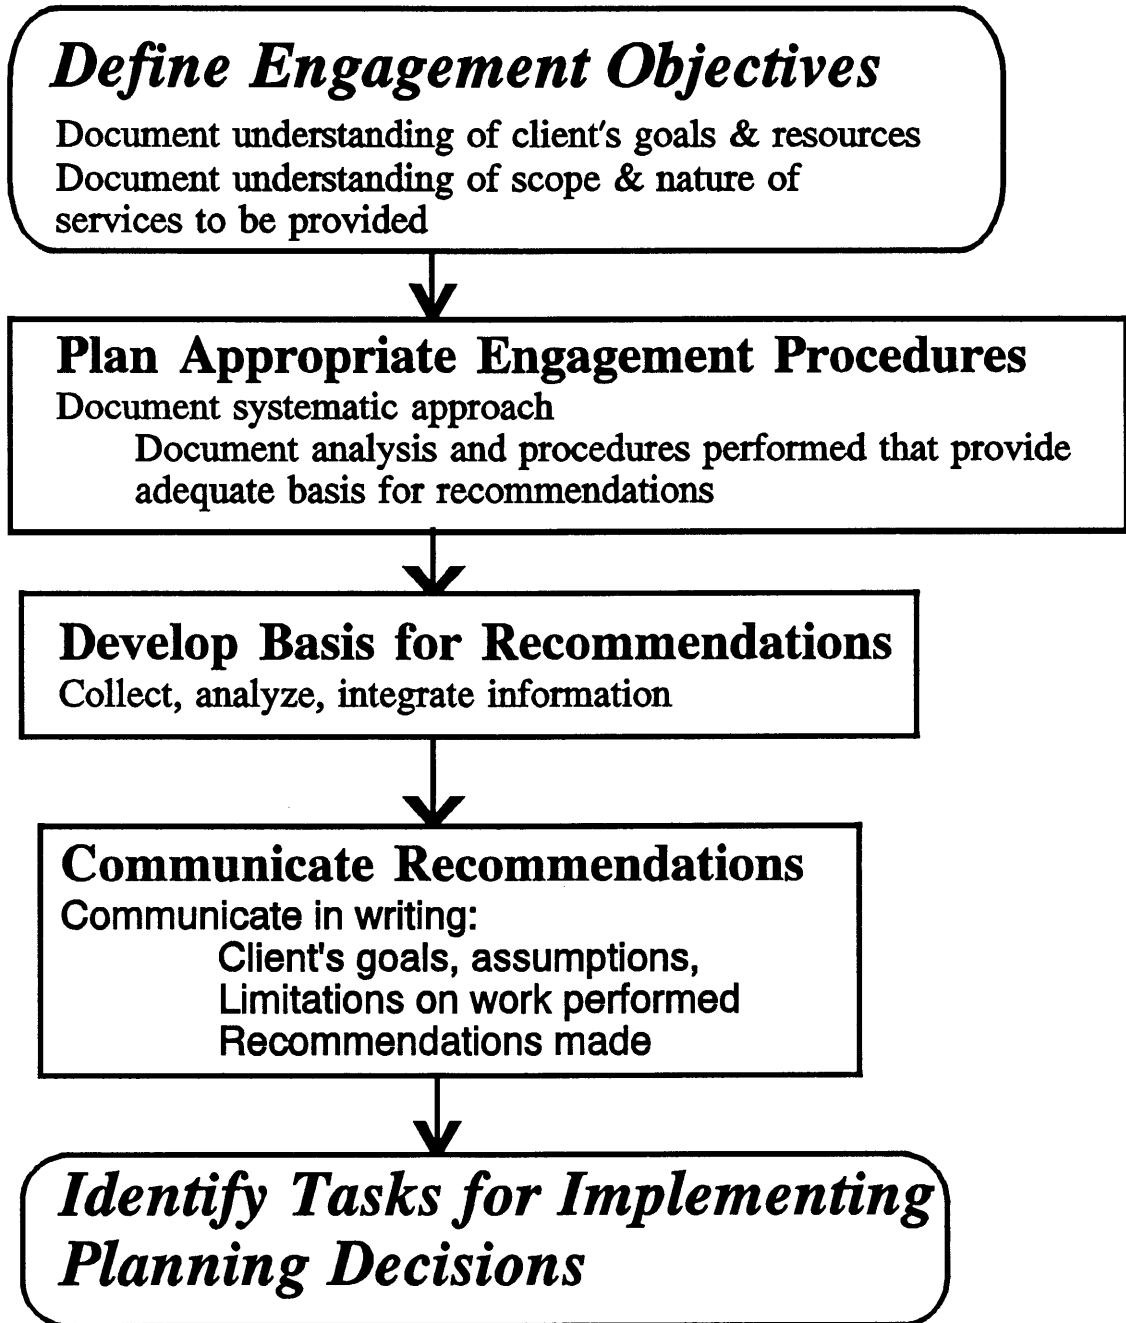 Define Engagement Objectives
Document understanding of client's goals & resources
Document understanding of scope & nature of
services to be provided
Plan Appropriate Engagement Procedures
Document systematic approach
Document analysis and procedures performed that provide
adequate basis for recommendations
Develop Basis for Recommendations
Collect, analyze, integrate information
Communicate Recommendations
Communicate in writing:
Client's goals, assumptions,
Limitations on work performed
Recommendations made
Identify Tasks for Implementing
Planning Decisions